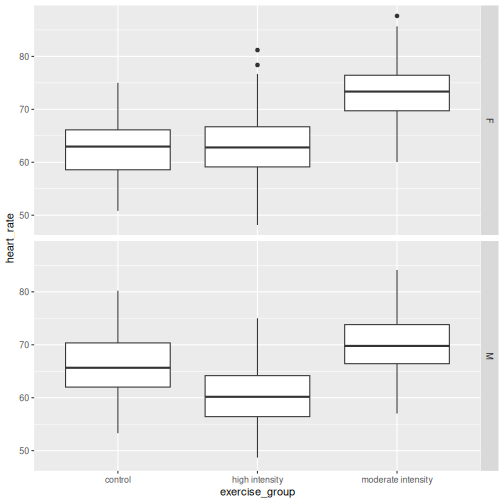 80
70
60
50
F
heart_rate
80
70
60
50
M
control high intensity moderate intensity
exercise_group